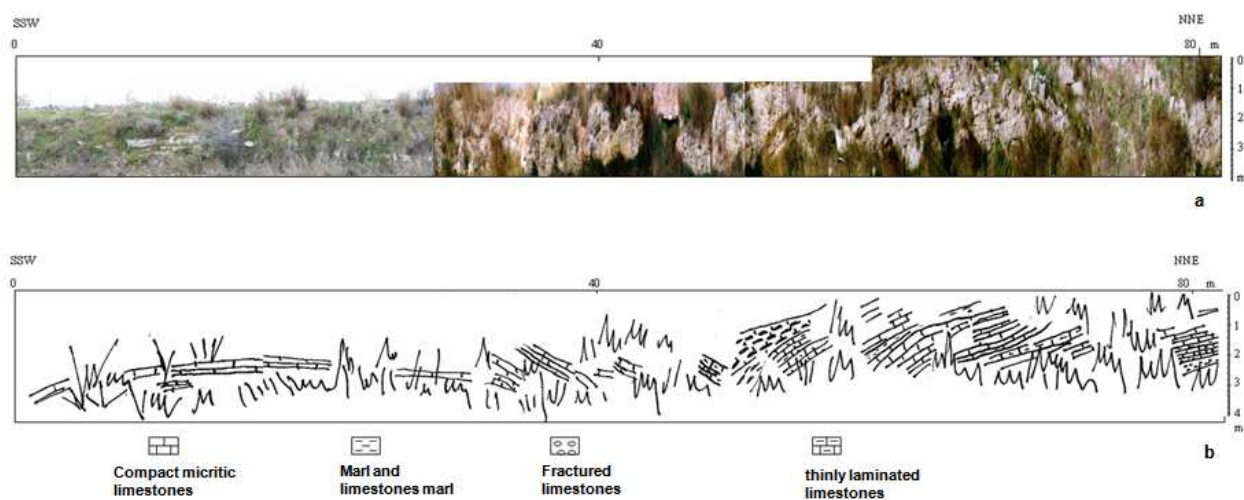 SSW
NNE
0
40
80 m
0
1
2
3
m
a
SSW
NNE
0
40
80 m
0
1
2
3
4
m
b
Compact micritic
limestones
Marl and
limestones marl
Fractured
limestones
thinly laminated
limestones